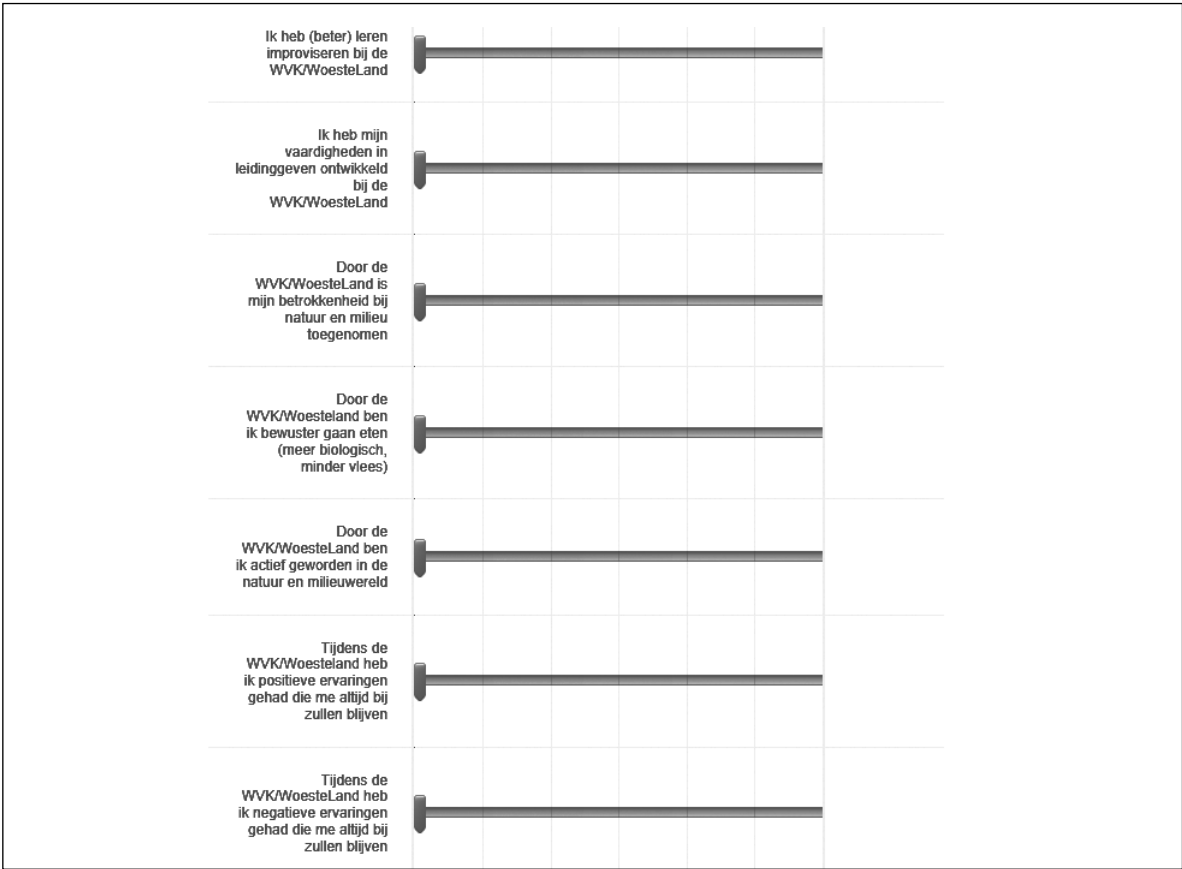 Ik heb (beter) leren
improviseren bij de
WVK/WoesteLand
Ik heb mijn
vaardigheden in
leidinggeven ontwikkeld
bij de
WVK/WoesteLand
Door de
WVK/WoesteLand is
mijn betrokkenheid bij
natuur en milieu
toegenomen
Door de
WVK/Woesteland ben
ik bewuster gaan eten
(meer biologisch,
minder vlees)
Door de
WVK/WoesteLand ben
ik actief geworden in de
natuur en milieuwereld
Tijdens de
WVK/Woesteland heb
ik positieve ervaringen
gehad die me altijd bij
zullen blijven
Tijdens de
WVK/WoesteLand heb
ik negatieve ervaringen
gehad die me altijd bij
zullen blijven